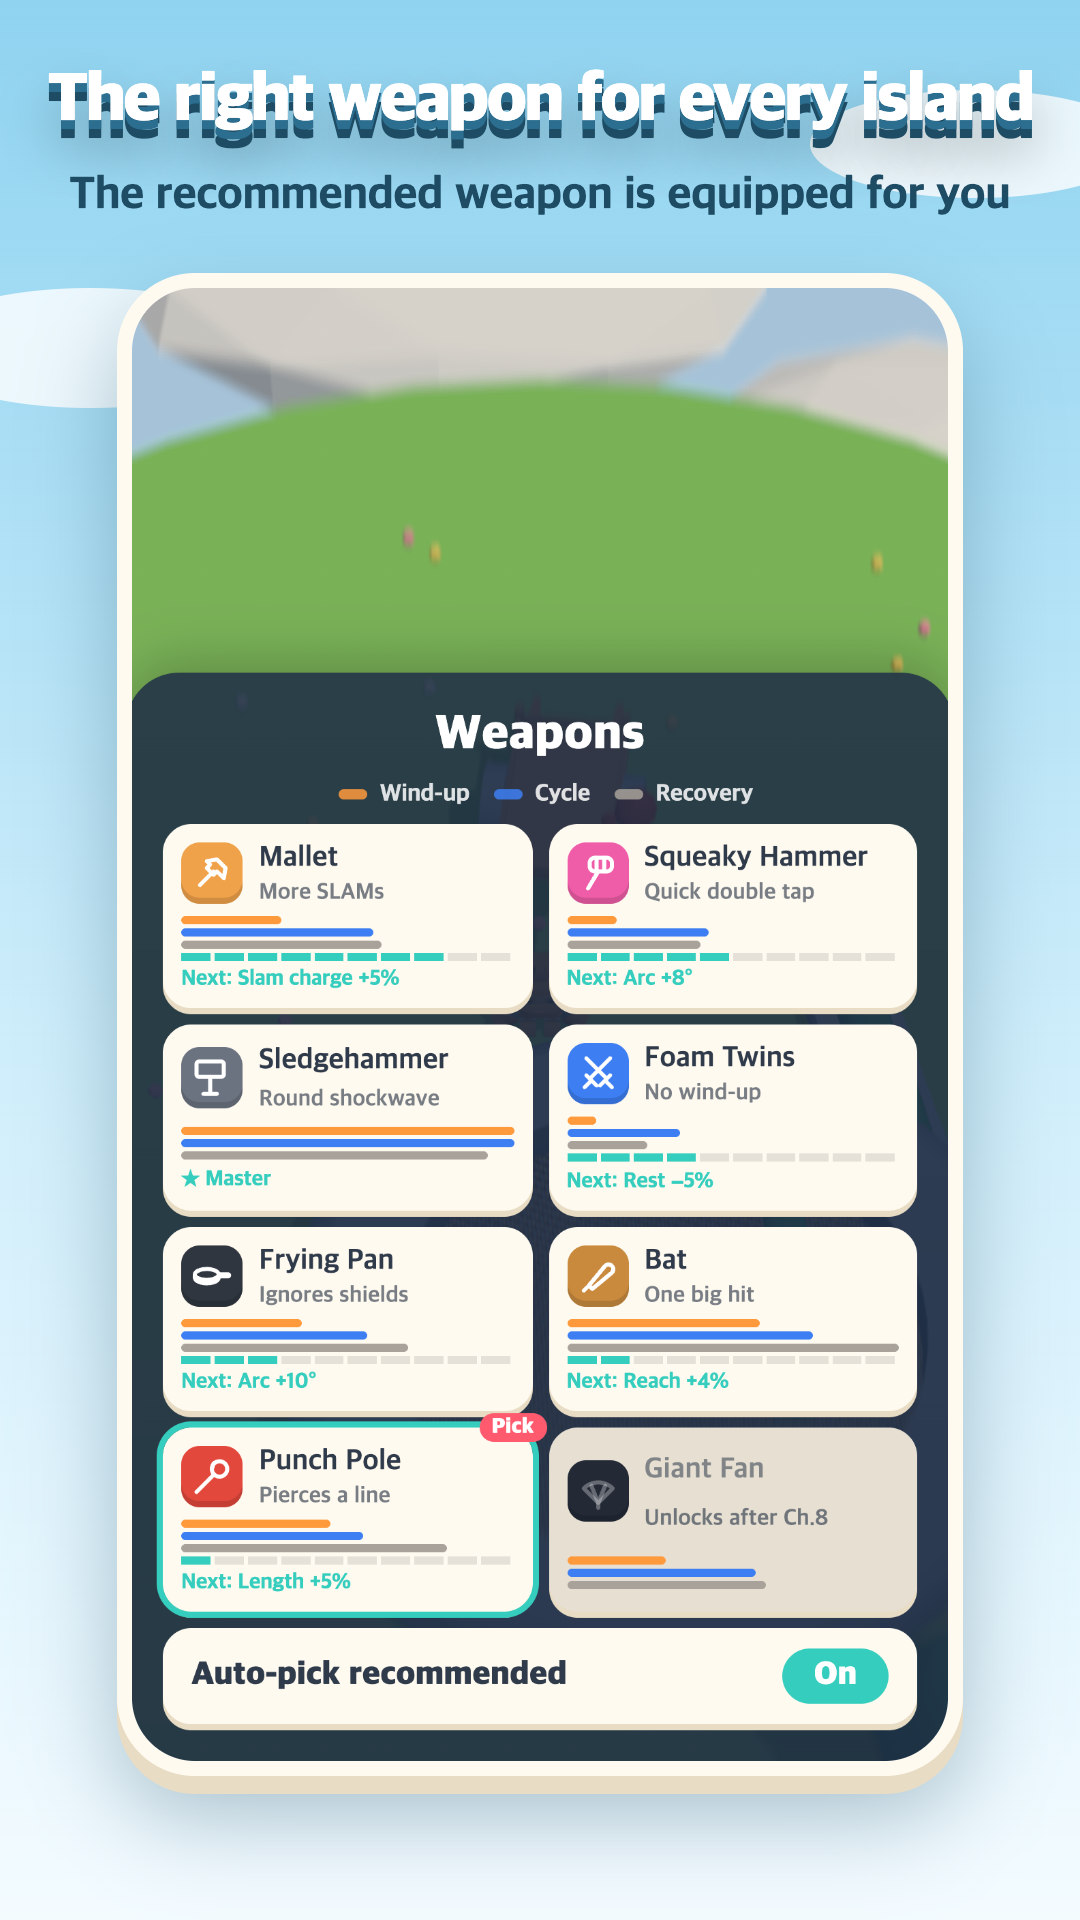 The right weapon for every island
The recommended weapon is equipped for you
Weapons
Wind-up Cycle Recovery
Mallet
More SLAMs
Next: Slam charge +5%
Squeaky Hammer
Quick double tap
Next: Arc +8°
Sledgehammer
Round shockwave
★ Master
Foam Twins
No wind-up
Next: Rest –5%
Frying Pan
Ignores shields
Next: Arc +10°
Bat
One big hit
Next: Reach +4%
Pick
Punch Pole
Pierces a line
Next: Length +5%
Giant Fan
Unlocks after Ch.8
Auto-pick recommended
On